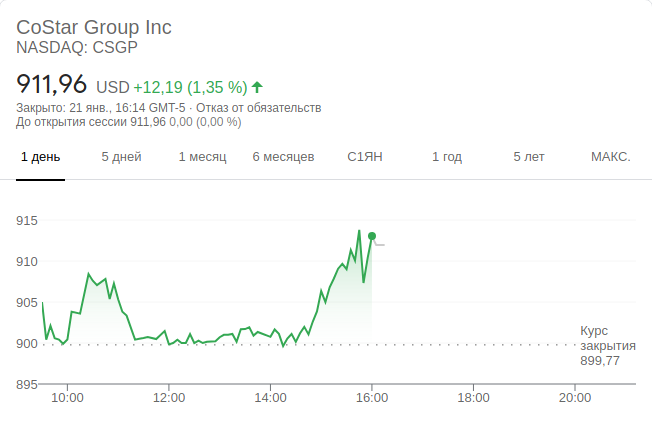 CoStar Group Inc
NASDAQ: CSGP
911,96 USD +12,19 (1,35 %)
Закрыто: 21 янв., 16:14 GMT-5 · Отказ от обязательств
До открытия сессии 911,96 0,00 (0,00 %)
1 день 5 дней 1 месяц 6 месяцев С1ЯН 1 год 5 лет МАКС.
915
910
905
900
895
Курс
закрытия
899,77
10:00 12:00 14:00 16:00 18:00 20:00